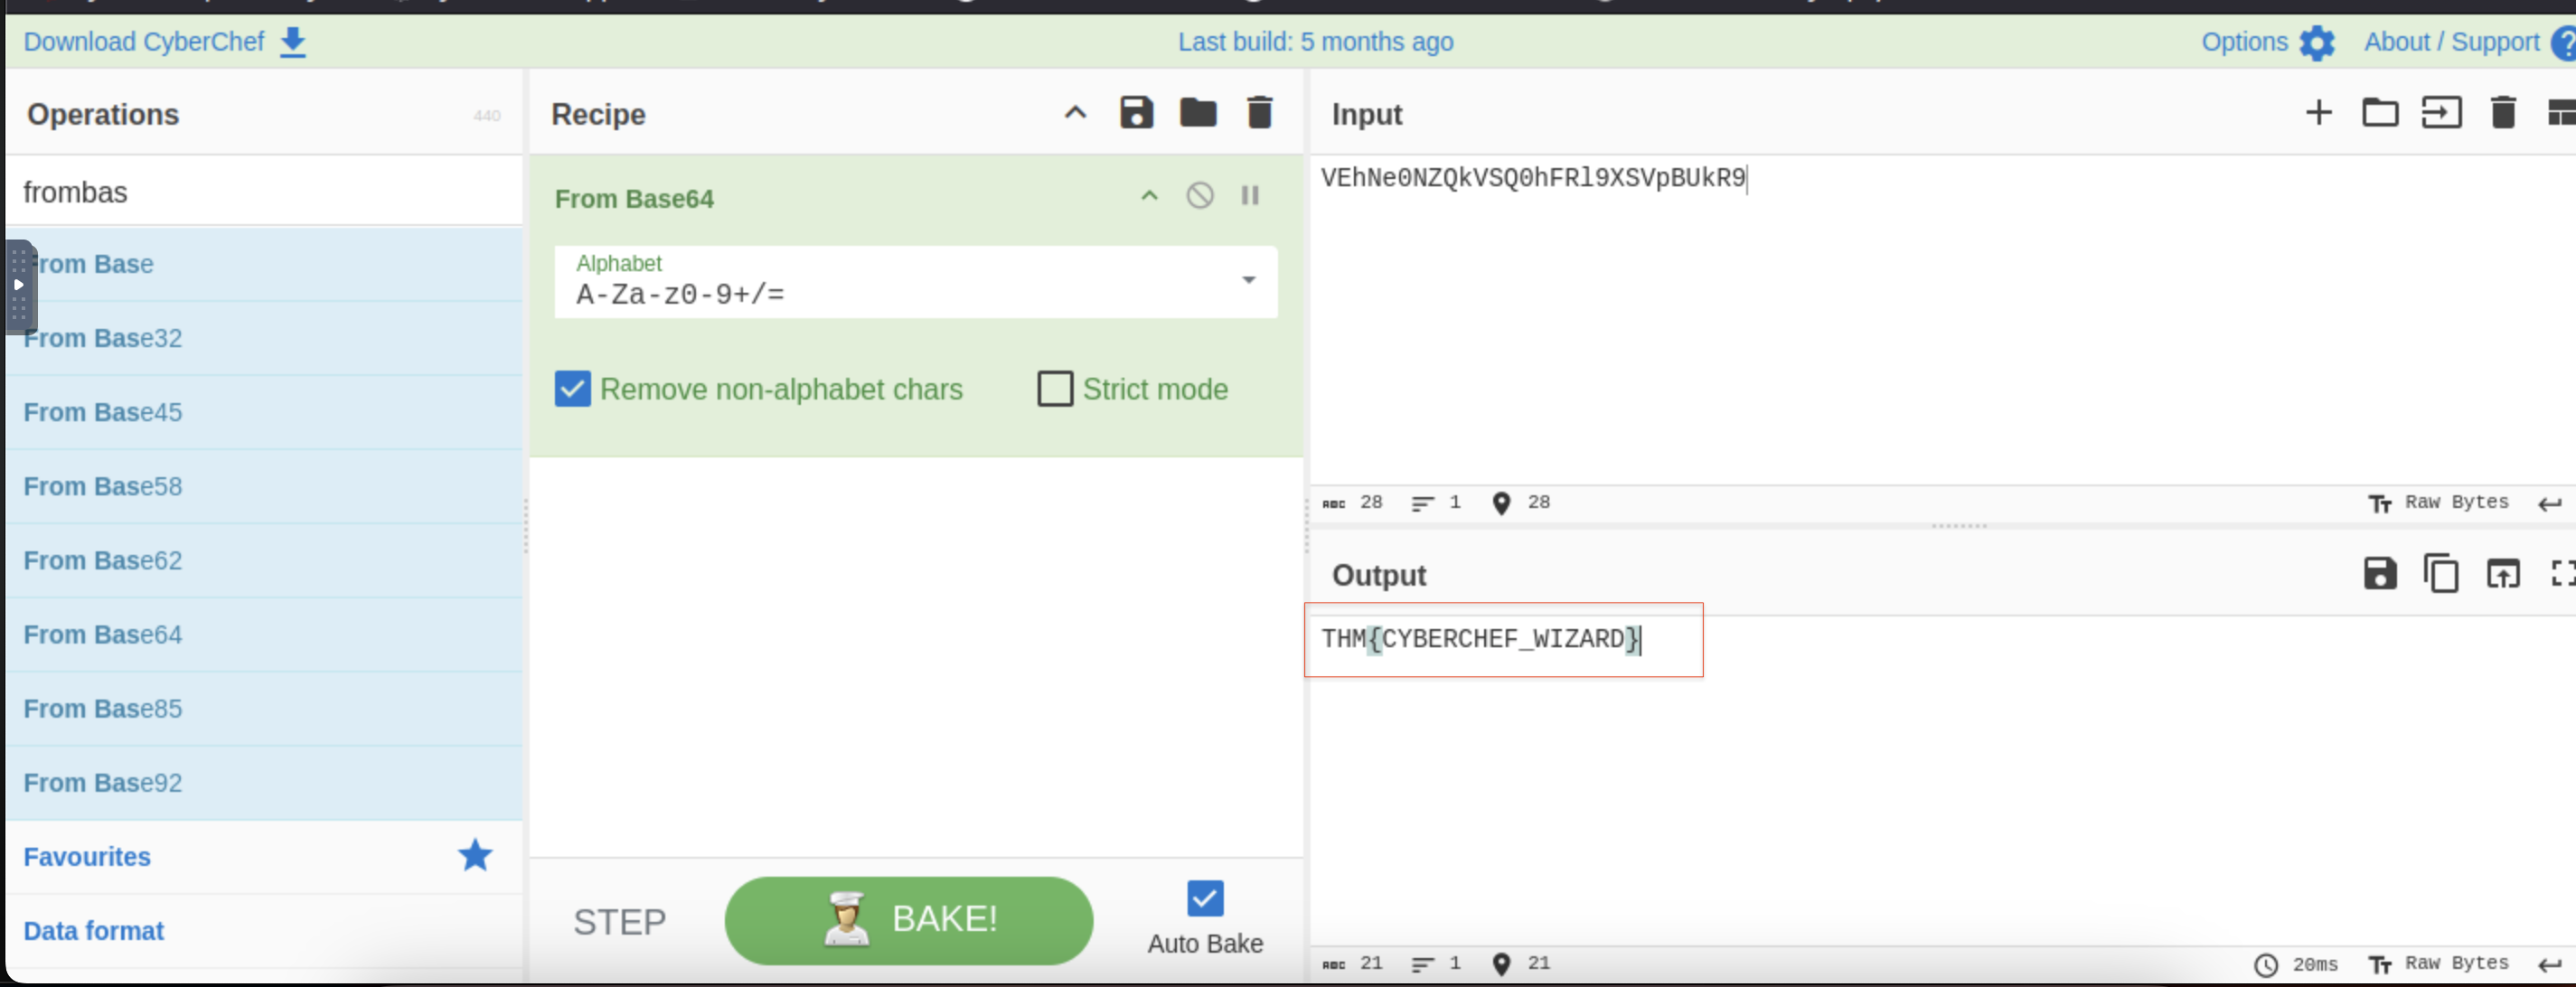 Download CyberChef
Last build: 5 months ago
Options
About / Support
Operations
440
frombas
From Base
From Base32
From Base45
From Base58
From Base62
From Base64
From Base85
From Base92
Favourites
Data format
Recipe
From Base64
Alphabet
A-Za-z0-9+/=
Remove non-alphabet chars
Strict mode
STEP
BAKE!
Auto Bake
Input
VEhNe0NZQkVSQ0hFRl9XSVpBUkR9
ABC 28 1 28
Tт Raw Bytes
Output
THM{CYBERCHEF_WIZARD}
ABC 21 1 21
20ms Tт Raw Bytes